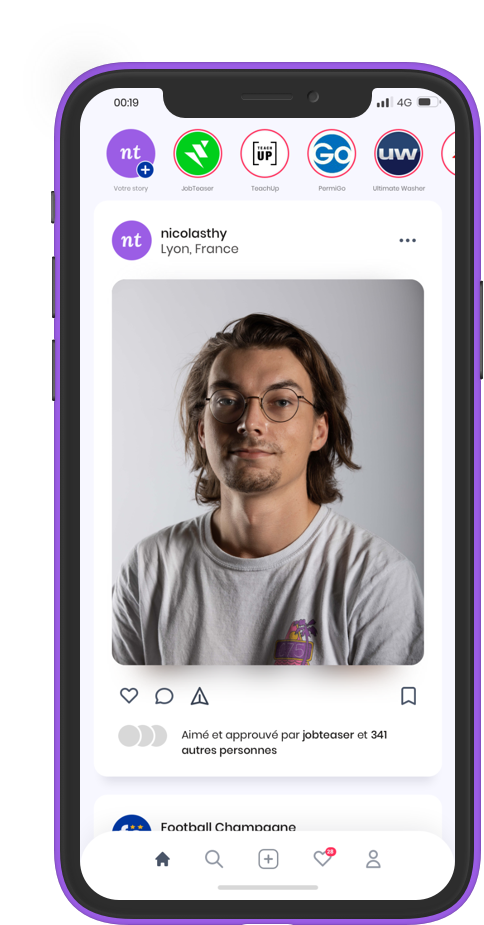 00:19
4G
nt
TEACH
UP
GO
uw
Votre story
JobTeaser
TeachUp
PermiGo
Ultimate Washer
nt
nicolasthy
Lyon, France
Aimé et approuvé par jobteaser et 341
autres personnes
Football Champagne
28